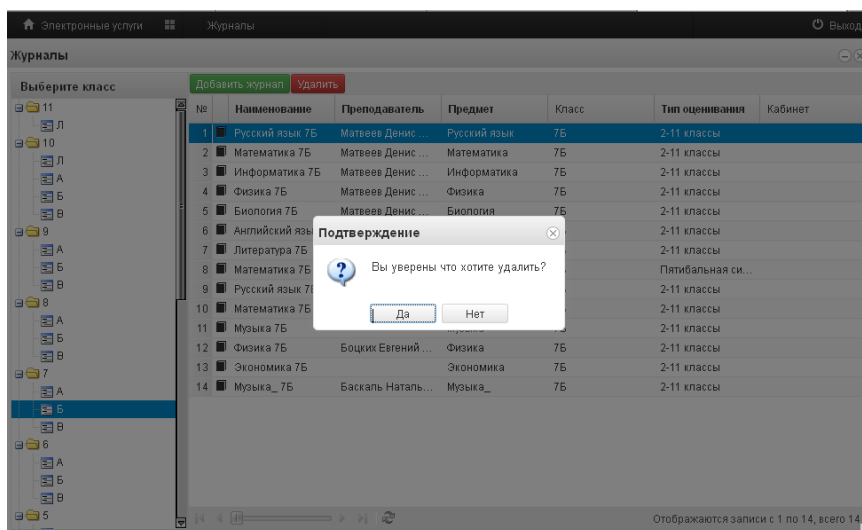 Электронные услуги Журналы Выход
Журналы
Выберите класс
Добавить журнал Удалить
11
Л
10
Л
А
Б
В
9
А
Б
В
8
А
Б
В
7
А
Б
В
6
А
Б
В
5
№ Наименование Преподаватель Предмет Класс Тип оценивания Кабинет
1 Русский язык 7Б Матвеев Денис ... Русский язык 7Б 2-11 классы
2 Математика 7Б Матвеев Денис ... Математика 7Б 2-11 классы
3 Информатика 7Б Матвеев Денис ... Информатика 7Б 2-11 классы
4 Физика 7Б Матвеев Денис ... Физика 7Б 2-11 классы
5 Биология 7Б Матвеев Денис ... Биология 7Б 2-11 классы
6 Английский язы 2-11 классы
7 Литература 7Б 2-11 классы
8 Математика 7Б Пятибальная си...
9 Русский язык 7 2-11 классы
10 Математика 7Б 2-11 классы
11 Музыка 7Б Музыка 7Б 2-11 классы
12 Физика 7Б Боцких Евгений ... Физика 7Б 2-11 классы
13 Экономика 7Б Экономика 7Б 2-11 классы
14 Музыка_ 7Б Баскаль Наталь... Музыка_ 7Б 2-11 классы
Подтверждение
Вы уверены что хотите удалить?
Да Нет
Отображаются записи с 1 по 14, всего 14